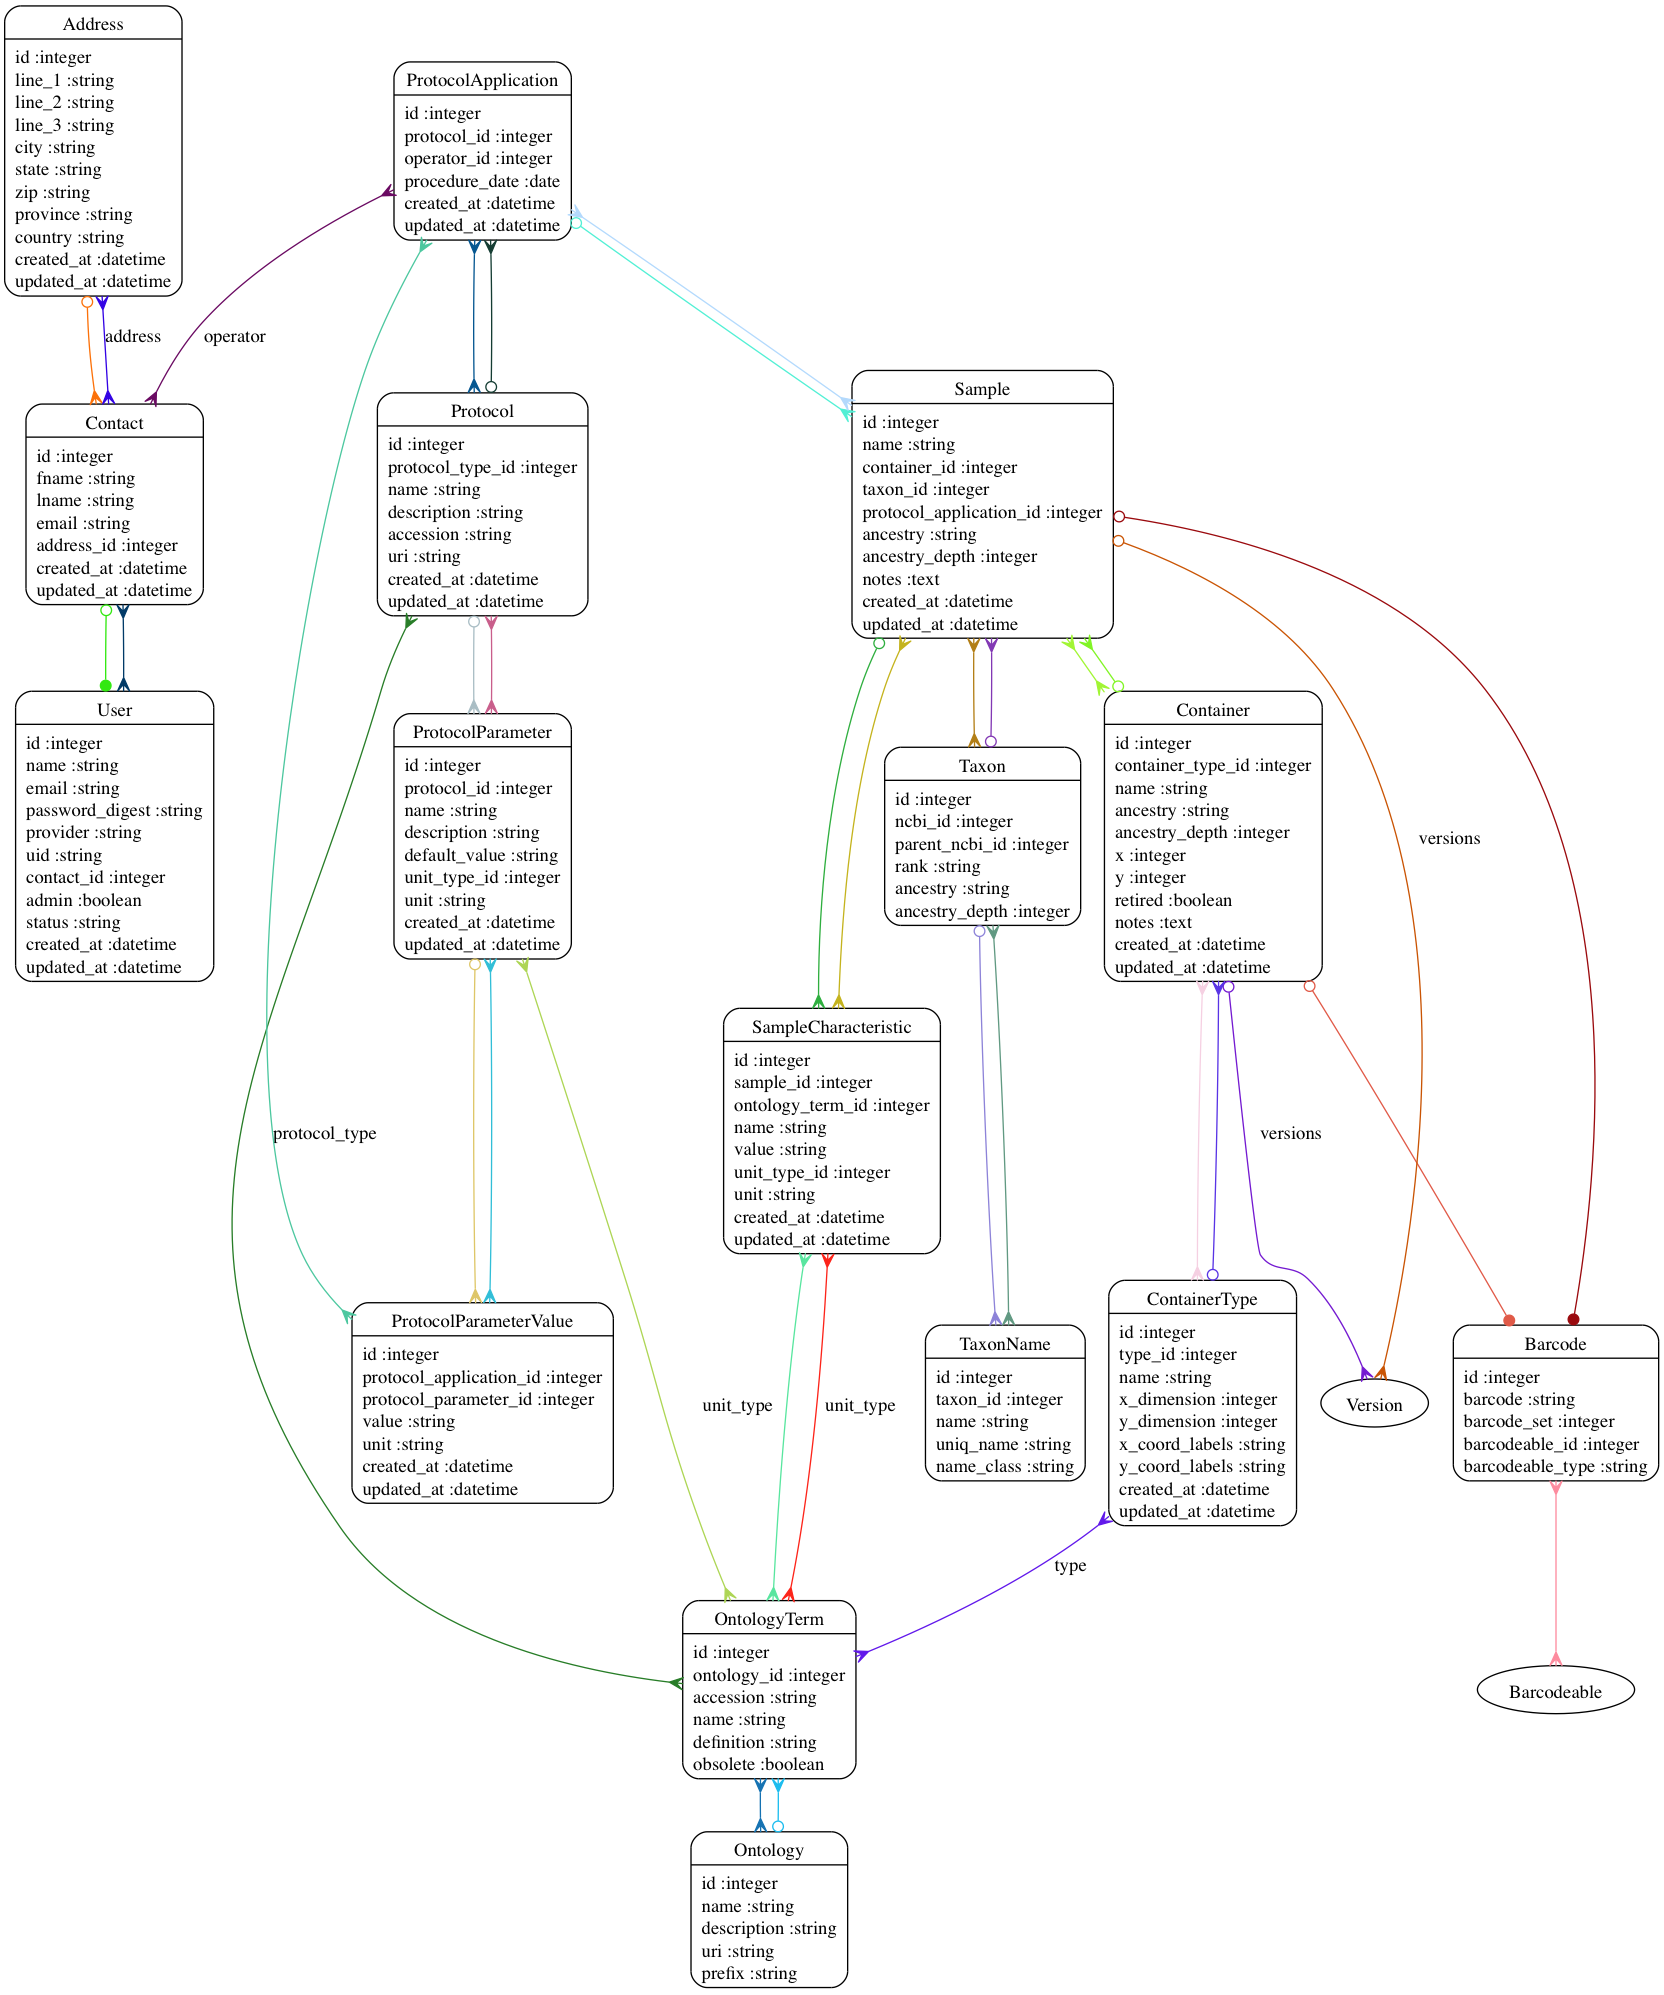 Address
id :integer
line_1 :string
line_2 :string
line_3 :string
city :string
state :string
zip :string
province :string
country :string
created_at :datetime
updated_at :datetime
ProtocolApplication
id :integer
protocol_id :integer
operator_id :integer
procedure_date :date
created_at :datetime
updated_at :datetime
address
operator
Contact
id :integer
fname :string
lname :string
email :string
address_id :integer
created_at :datetime
updated_at :datetime
Protocol
id :integer
protocol_type_id :integer
name :string
description :string
accession :string
uri :string
created_at :datetime
updated_at :datetime
Sample
id :integer
name :string
container_id :integer
taxon_id :integer
protocol_application_id :integer
ancestry :string
ancestry_depth :integer
notes :text
created_at :datetime
updated_at :datetime
User
id :integer
name :string
email :string
password_digest :string
provider :string
uid :string
contact_id :integer
admin :boolean
status :string
created_at :datetime
updated_at :datetime
ProtocolParameter
id :integer
protocol_id :integer
name :string
description :string
default_value :string
unit_type_id :integer
unit :string
created_at :datetime
updated_at :datetime
Taxon
id :integer
ncbi_id :integer
parent_ncbi_id :integer
rank :string
ancestry :string
ancestry_depth :integer
Container
id :integer
container_type_id :integer
name :string
ancestry :string
ancestry_depth :integer
x :integer
y :integer
retired :boolean
notes :text
created_at :datetime
updated_at :datetime
versions
SampleCharacteristic
id :integer
sample_id :integer
ontology_term_id :integer
name :string
value :string
unit_type_id :integer
unit :string
created_at :datetime
updated_at :datetime
protocol_type
versions
ProtocolParameterValue
id :integer
protocol_application_id :integer
protocol_parameter_id :integer
value :string
unit :string
created_at :datetime
updated_at :datetime
unit_type
unit_type
TaxonName
id :integer
taxon_id :integer
name :string
uniq_name :string
name_class :string
ContainerType
id :integer
type_id :integer
name :string
x_dimension :integer
y_dimension :integer
x_coord_labels :string
y_coord_labels :string
created_at :datetime
updated_at :datetime
Version
Barcode
id :integer
barcode :string
barcode_set :integer
barcodeable_id :integer
barcodeable_type :string
type
OntologyTerm
id :integer
ontology_id :integer
accession :string
name :string
definition :string
obsolete :boolean
Barcodeable
Ontology
id :integer
name :string
description :string
uri :string
prefix :string